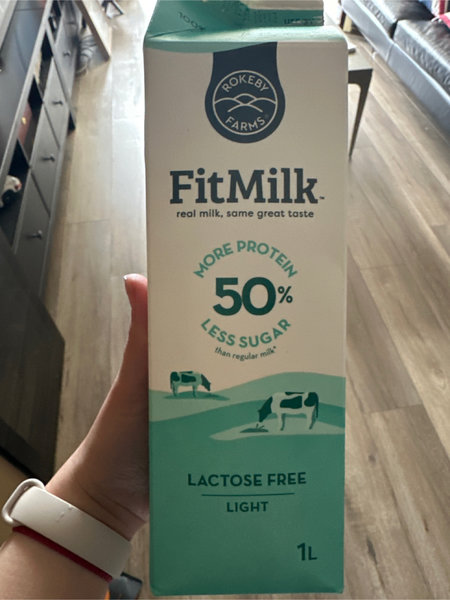 ROKEBY
FARMS®
FitMilk™
real milk, same great taste
MORE PROTEIN
50%
LESS SUGAR
than regular milk*
LACTOSE FREE
LIGHT
1L